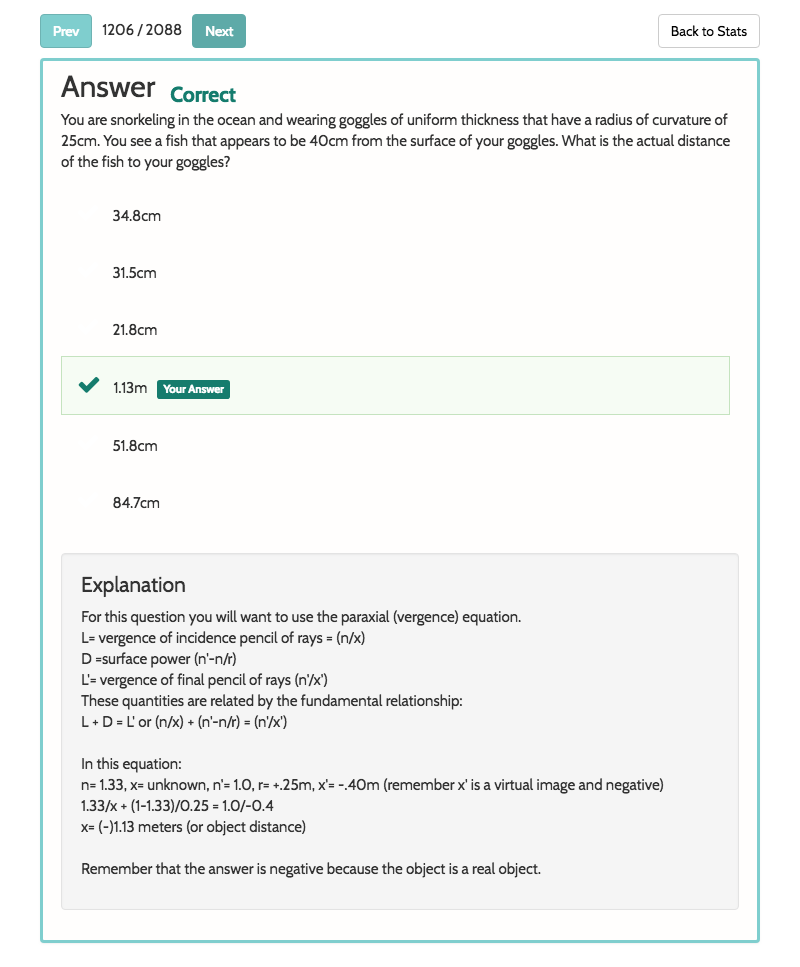 Prev 1206 / 2088 Next Back to Stats
Answer Correct
You are snorkeling in the ocean and wearing goggles of uniform thickness that have a radius of curvature of
25cm. You see a fish that appears to be 40cm from the surface of your goggles. What is the actual distance
of the fish to your goggles?
34.8cm
31.5cm
21.8cm
1.13m Your Answer
51.8cm
84.7cm
Explanation
For this question you will want to use the paraxial (vergence) equation.
L= vergence of incidence pencil of rays = (n/x)
D =surface power (n'-n/r)
L'= vergence of final pencil of rays (n'/x')
These quantities are related by the fundamental relationship:
L + D = L' or (n/x) + (n'-n/r) = (n'/x')
In this equation:
n= 1.33, x= unknown, n'= 1.0, r= +.25m, x'= -.40m (remember x' is a virtual image and negative)
1.33/x + (1-1.33)/0.25 = 1.0/-0.4
x= (-)1.13 meters (or object distance)
Remember that the answer is negative because the object is a real object.